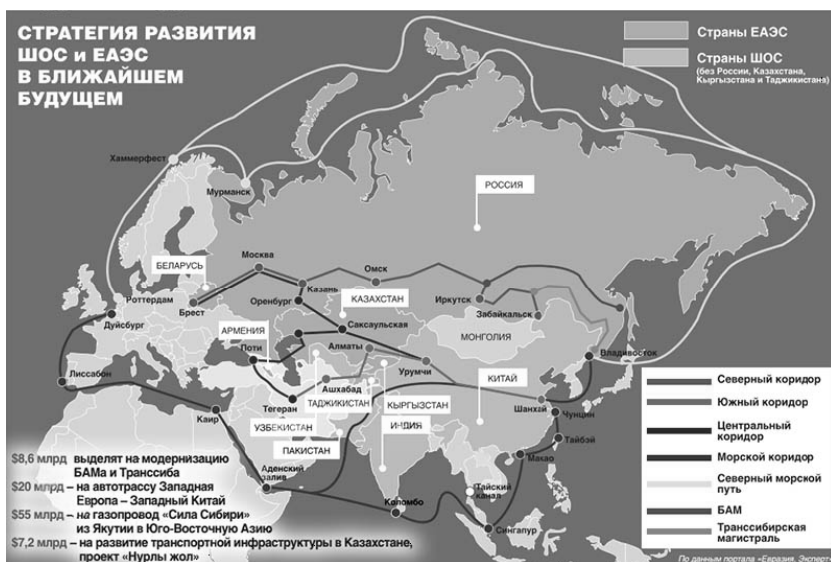 СТРАТЕГИЯ РАЗВИТИЯ
ШОС и ЕАЭС
В БЛИЖАЙШЕМ
БУДУЩЕМ
Страны ЕАЭС
Страны ШОС
(без России, Казахстана,
Кыргызстана и Таджикистана)
Хаммерфест
Мурманск
РОССИЯ
Москва
БЕЛАРУСЬ
Омск
Казань
Роттердам
Брест
Оренбург
КАЗАХСТАН
Иркутск
Забайкальск
Дуйсбург
АРМЕНИЯ
Саксаульская
МОНГОЛИЯ
Поти
Алматы
Владивосток
Лиссабон
Урумчи
КИТАЙ
Ашхабад
Тегеран
ТАДЖИКИСТАН
КЫРГЫЗСТАН
Шанхай
Чунцин
Каир
УЗБЕКИСТАН
ИНДИЯ
ПАКИСТАН
Тайбэй
Макао
Аденский
залив
Тайский
канал
Коломбо
Сингапур
Северный коридор
Южный коридор
Центральный
коридор
Морской коридор
Северный морской
путь
БАМ
Транссибирская
магистраль
$8,6 млрд выделят на модернизацию
БАМа и Транссиба
$20 млрд – на автотрассу Западная
Европа – Западный Китай
$55 млрд – на газопровод «Сила Сибири»
из Якутии в Юго-Восточную Азию
$7,2 млрд – на развитие транспортной инфраструктуры в Казахстане,
проект «Нурлы жол»
По данным портала «Евразия. Эксперт»